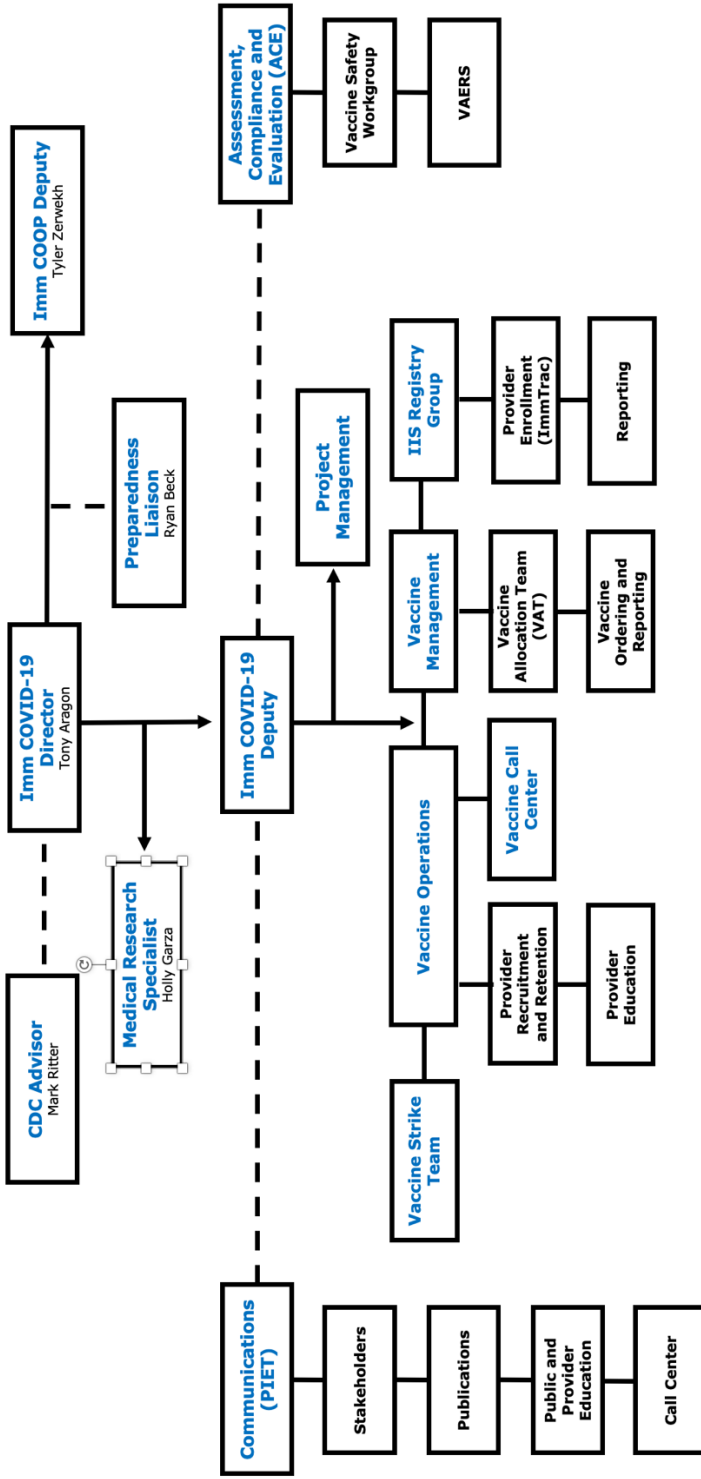 CDC Advisor
Mark Ritter
Imm COVID-19
Director
Tony Aragon
Imm COOP Deputy
Tyler Zerwekh
Medical Research
Specialist
Holly Garza
Preparedness
Liaison
Ryan Beck
Communications
(PIET)
Imm COVID-19
Deputy
Assessment,
Compliance and
Evaluation (ACE)
Stakeholders
Publications
Public and
Provider
Education
Call Center
Project
Management
Vaccine Safety
Workgroup
VAERS
Vaccine Strike
Team
Vaccine Operations
Vaccine
Management
IIS Registry
Group
Provider
Recruitment
and Retention
Provider
Education
Vaccine Call
Center
Vaccine
Allocation Team
(VAT)
Vaccine
Ordering and
Reporting
Provider
Enrollment
(ImmTrac)
Reporting